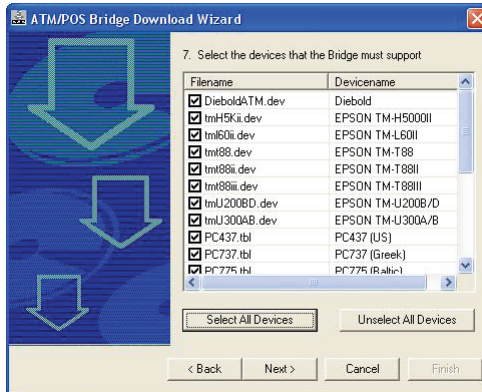 ATM/POS Bridge Download Wizard
7. Select the devices that the Bridge must support
Filename Devicename
DieboldATM.dev Diebold
tmH5Kii.dev EPSON TM-H5000II
tml60ii.dev EPSON TM-L60II
tmt88.dev EPSON TM-T88
tmt88ii.dev EPSON TM-T88II
tmt88iii.dev EPSON TM-T88III
tmU200BD.dev EPSON TM-U200B/D
tmU300AB.dev EPSON TM-U300A/B
PC437.tbl PC437 (US)
PC737.tbl PC737 (Greek)
PC775.tbl PC775 (Baltic)
Select All Devices Unselect All Devices
< Back Next > Cancel Finish